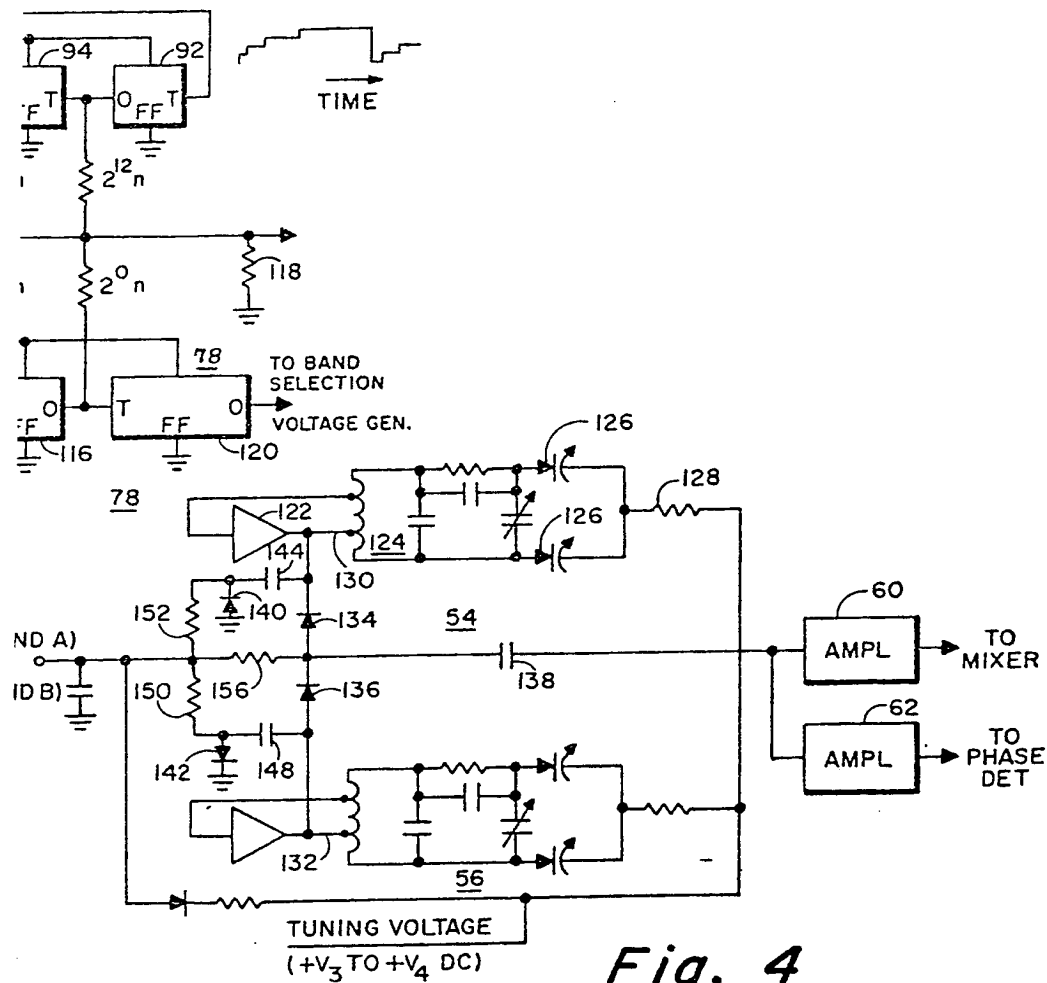 94
92
T
FF
O
FF
T
TIME
2¹²n
118
2⁰n
78
TO BAND
SELECTION
VOLTAGE GEN.
O
FF
116
T
FF
O
120
126
128
78
122
124
126
144
130
140
134
54
60
152
ND A)
AMPL
TO
MIXER
138
136
156
D B)
150
62
148
142
AMPL
TO
PHASE
DET
132
56
TUNING VOLTAGE
(+V₃ TO +V₄ DC)
Fig. 4